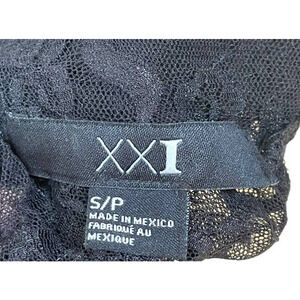 XXI
S/P
MADE IN MEXICO
FABRIQUÉ AU
MEXIQUE